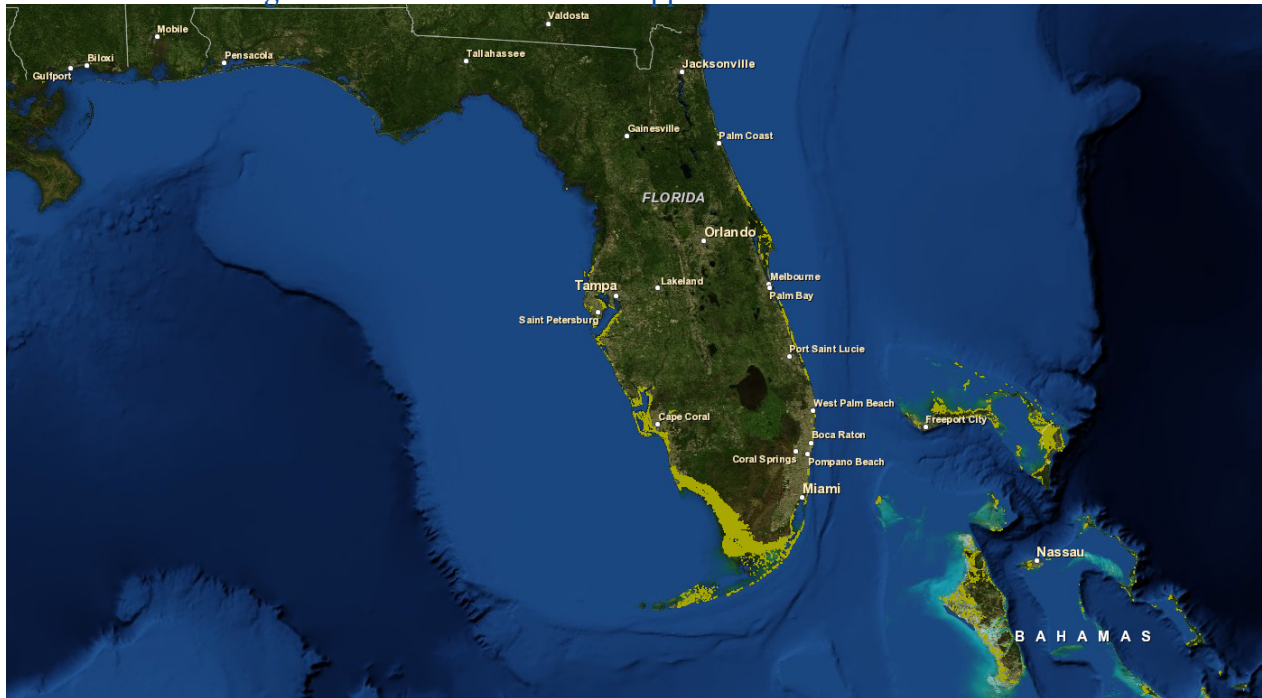 Valdosta
Mobile
Biloxi
Gulfport
Pensacola
Tallahassee
Jacksonville
Gainesville
Palm Coast
FLORIDA
Orlando
Melbourne
Tampa
Lakeland
Palm Bay
Saint Petersburg
Port Saint Lucie
West Palm Beach
Cape Coral
Freeport City
Boca Raton
Coral Springs
Pompano Beach
Miami
Nassau
BAHAMAS